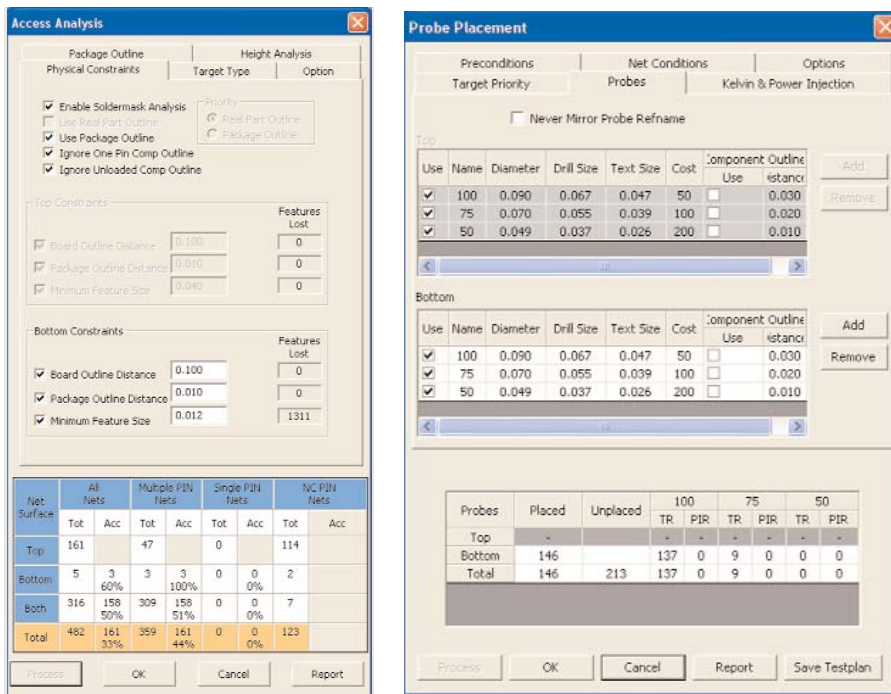 Access Analysis
Package Outline Height Analysis
Physical Constraints Target Type Option
Enable Soldermask Analysis
Use Real Part Outline
Use Package Outline
Ignore One Pin Comp Outline
Ignore Unloaded Comp Outline
Priority
Real Part Outline
Package Outline
Top Constraints
Features
Lost
Board Outline Distance 0.100 0
Package Outline Distance 0.010 0
Minimum Feature Size 0.040 0
Bottom Constraints
Features
Lost
Board Outline Distance 0.100 0
Package Outline Distance 0.010 0
Minimum Feature Size 0.012 1311
Net Surface All Nets Multiple PIN Nets Single PIN Nets NC PIN Nets
Tot Acc Tot Acc Tot Acc Tot Acc
Top 161 47 0 114
Bottom 5 3 60% 3 3 100% 0 0 0% 2
Both 316 158 50% 309 158 51% 0 0 0% 7
Total 482 161 33% 359 161 44% 0 0 0% 123
Process OK Cancel Report
Probe Placement
Preconditions Net Conditions Options
Target Priority Probes Kelvin & Power Injection
Never Mirror Probe Refname
Top
Use Name Diameter Drill Size Text Size Cost Component Outline
Use istance
100 0.090 0.067 0.047 50 0.030
75 0.070 0.055 0.039 100 0.020
50 0.049 0.037 0.026 200 0.010
Add
Remove
Bottom
Use Name Diameter Drill Size Text Size Cost Component Outline
Use istance
100 0.090 0.067 0.047 50 0.030
75 0.070 0.055 0.039 100 0.020
50 0.049 0.037 0.026 200 0.010
Add
Remove
Probes Placed Unplaced 100 75 50
TR PIR TR PIR TR PIR
Top - - - - - - -
Bottom 146 137 0 9 0 0 0
Total 146 213 137 0 9 0 0 0
Process OK Cancel Report Save Testplan